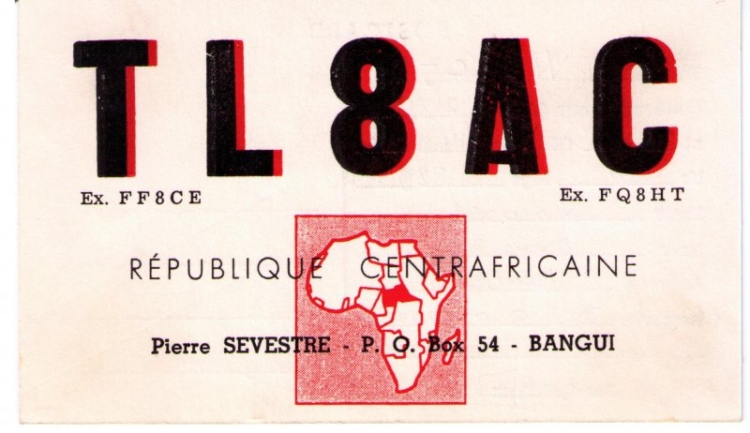 TL8AC
Ex. FF8CE
Ex. FQ8HT
RÉPUBLIQUE CENTRAFRICAINE
Pierre SEVESTRE - P. O. Box 54 - BANGUI